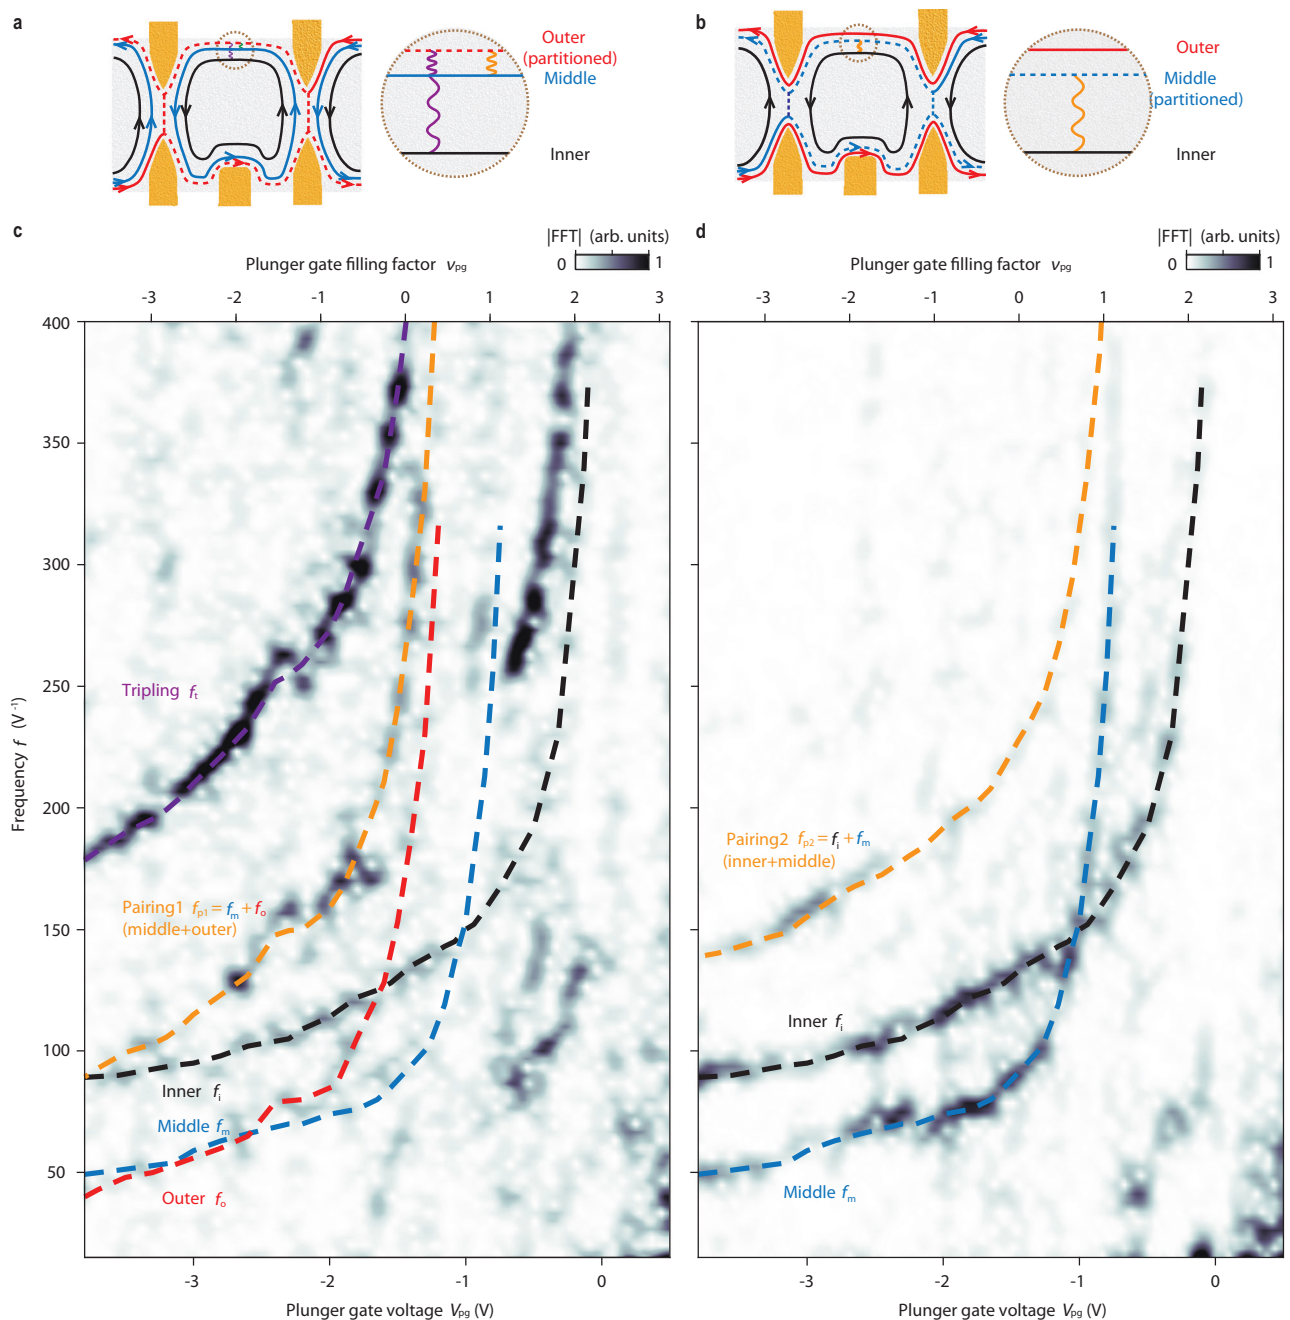 a
Outer
(partitioned)
Middle
Inner
b
Outer
Middle
(partitioned)
Inner
c
|FFT| (arb. units)
0 1
Plunger gate filling factor νpg
-3 -2 -1 0 1 2 3
400
350
300
250
200
150
100
50
Frequency f (V⁻¹)
Tripling ft
Pairing1 fp1 = fm + fo
(middle+outer)
Inner fi
Middle fm
Outer fo
-3 -2 -1 0
Plunger gate voltage Vpg (V)
d
|FFT| (arb. units)
0 1
Plunger gate filling factor νpg
-3 -2 -1 0 1 2 3
Pairing2 fp2 = fi + fm
(inner+middle)
Inner fi
Middle fm
-3 -2 -1 0
Plunger gate voltage Vpg (V)